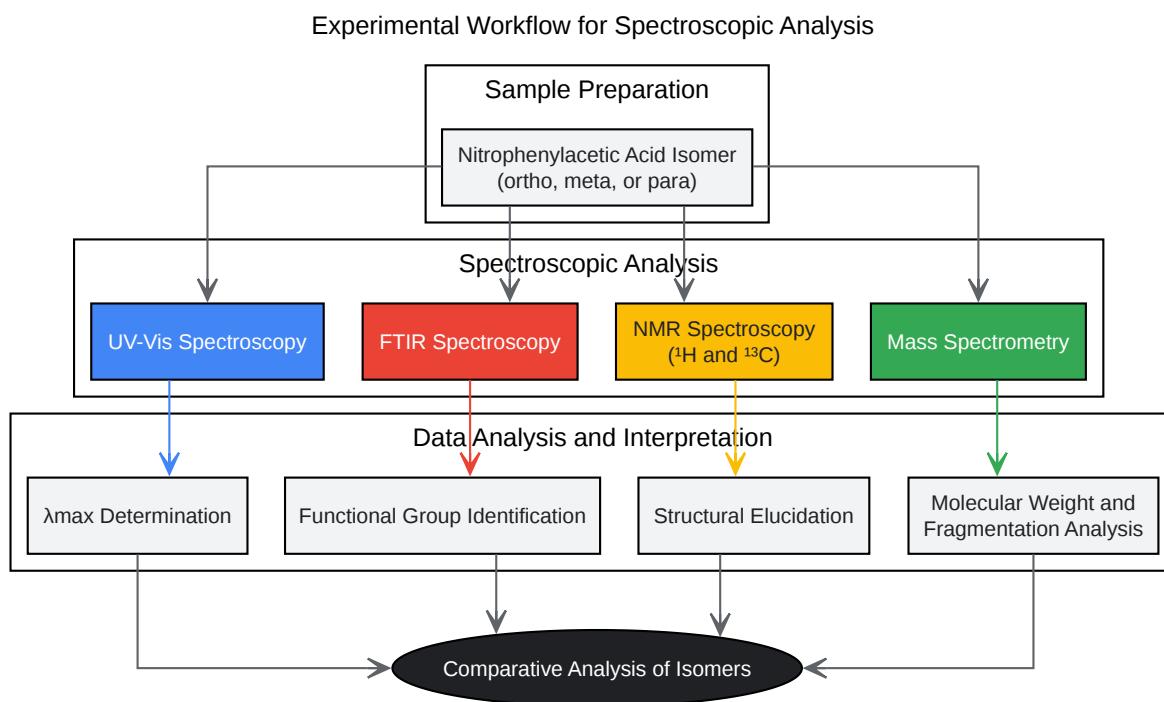 Experimental Workflow for Spectroscopic Analysis
Sample Preparation
Nitrophenylacetic Acid Isomer
(ortho, meta, or para)
Spectroscopic Analysis
UV-Vis Spectroscopy
FTIR Spectroscopy
NMR Spectroscopy
(¹H and ¹³C)
Mass Spectrometry
Data Analysis and Interpretation
λmax Determination
Functional Group Identification
Structural Elucidation
Molecular Weight and
Fragmentation Analysis
Comparative Analysis of Isomers